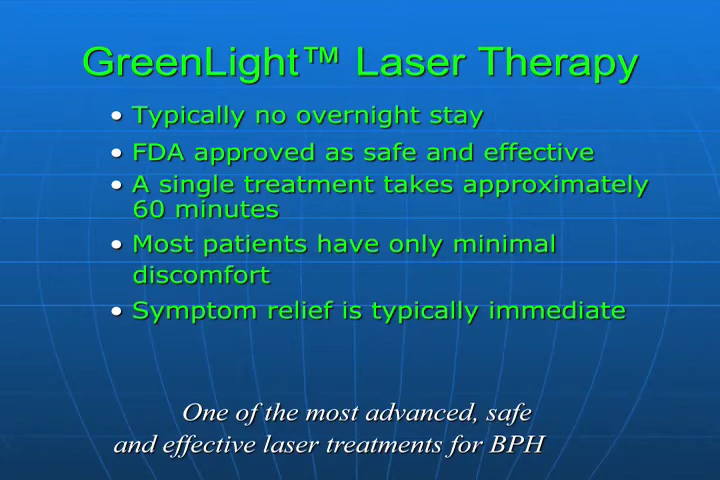 GreenLight™ Laser Therapy
• Typically no overnight stay
• FDA approved as safe and effective
• A single treatment takes approximately
60 minutes
• Most patients have only minimal
discomfort
• Symptom relief is typically immediate
One of the most advanced, safe
and effective laser treatments for BPH